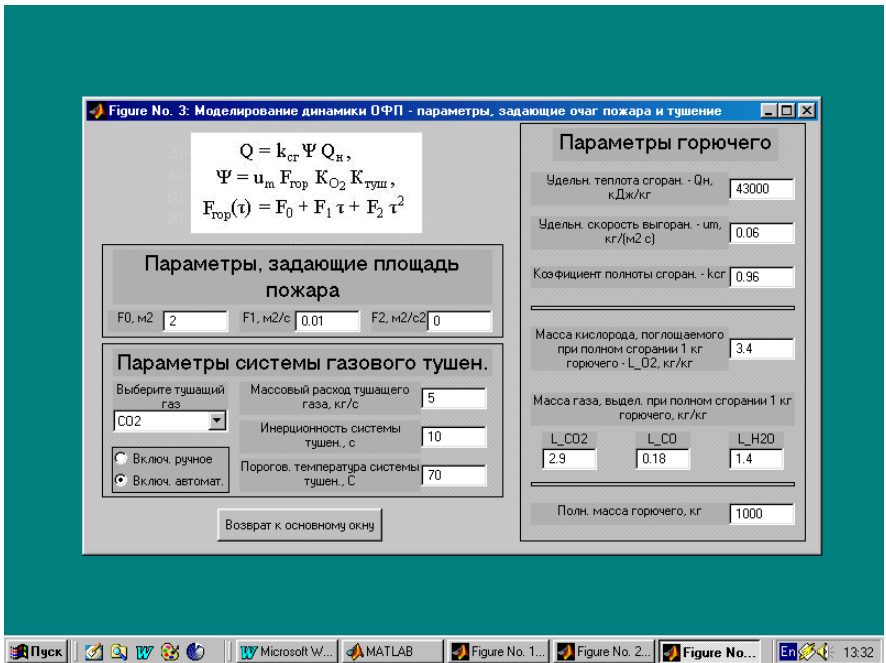 Figure No. 3: Моделирование динамики ОФП - параметры, задающие очаг пожара и тушение
Q = kсг Ψ Qн ,
Ψ = um Fгор KO2 Kтуш ,
Fгор(τ) = F0 + F1 τ + F2 τ2
Параметры, задающие площадь
пожара
F0, м2 2 F1, м2/с 0.01 F2, м2/с2 0
Параметры системы газового тушен.
Выберите тушащий
газ
CO2
Включ. ручное
Включ. автомат.
Массовый расход тушащего
газа, кг/с
5
Инерционность системы
тушен., с
10
Порогов. температура системы
тушен., С
70
Возврат к основному окну
Параметры горючего
Удельн. теплота сгоран. - Qн,
кДж/кг
43000
Удельн. скорость выгоран. - um,
кг/(м2 с)
0.06
Коэфициент полноты сгоран. - kсг 0.96
Масса кислорода, поглощаемого
при полном сгорании 1 кг
горючего - L_O2, кг/кг
3.4
Масса газа, выдел. при полном сгорании 1 кг
горючего, кг/кг
L_CO2 L_CO L_H2O
2.9 0.18 1.4
Полн. масса горючего, кг 1000
Пуск Microsoft W... MATLAB Figure No. 1... Figure No. 2... Figure No... En 13:32